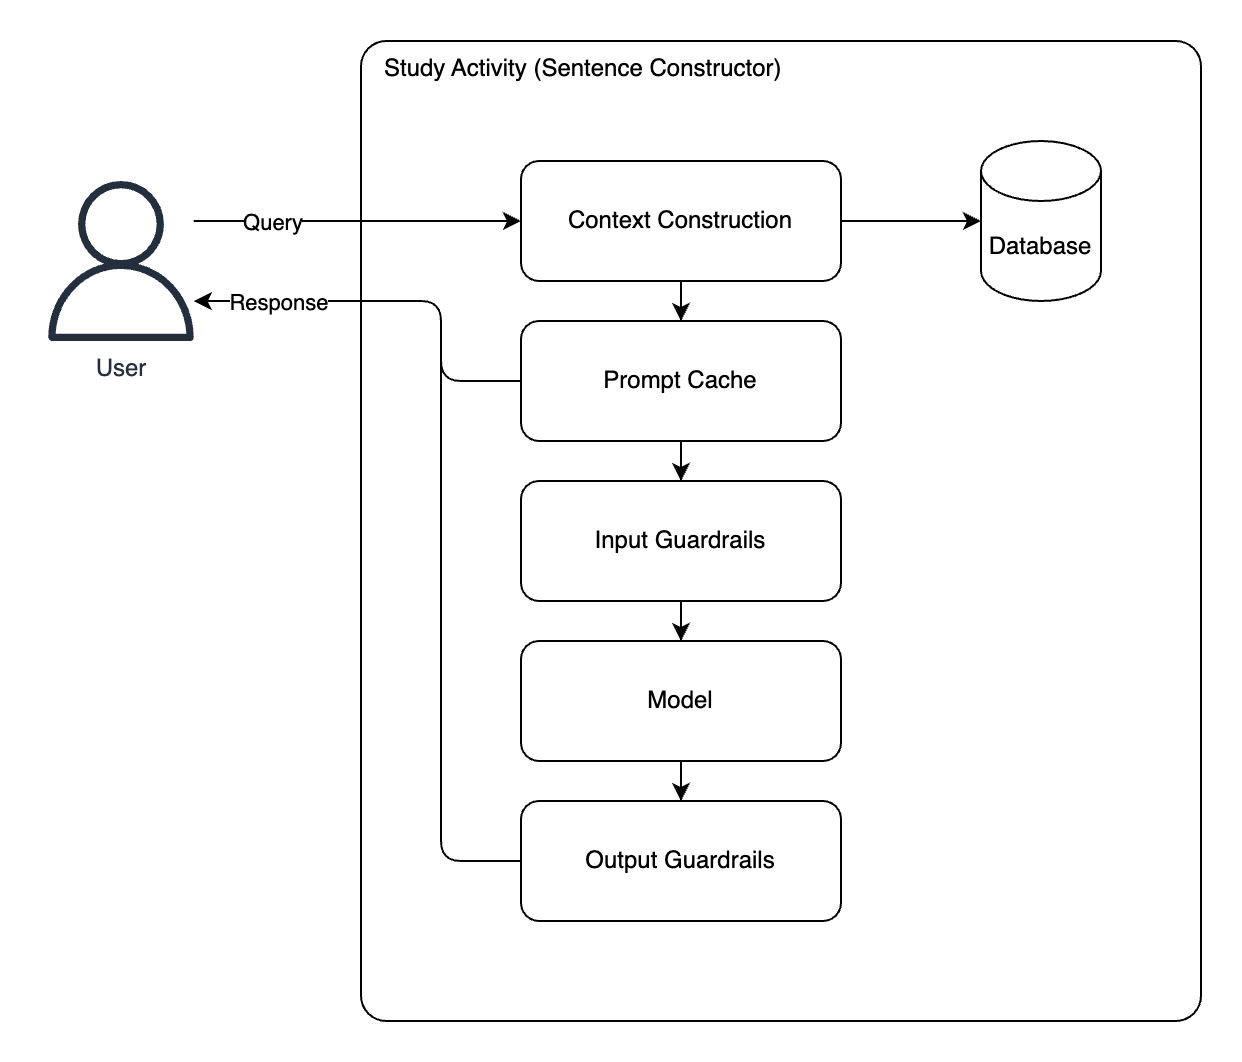 Study Activity (Sentence Constructor)
Query
Context Construction
Database
Response
User
Prompt Cache
Input Guardrails
Model
Output Guardrails